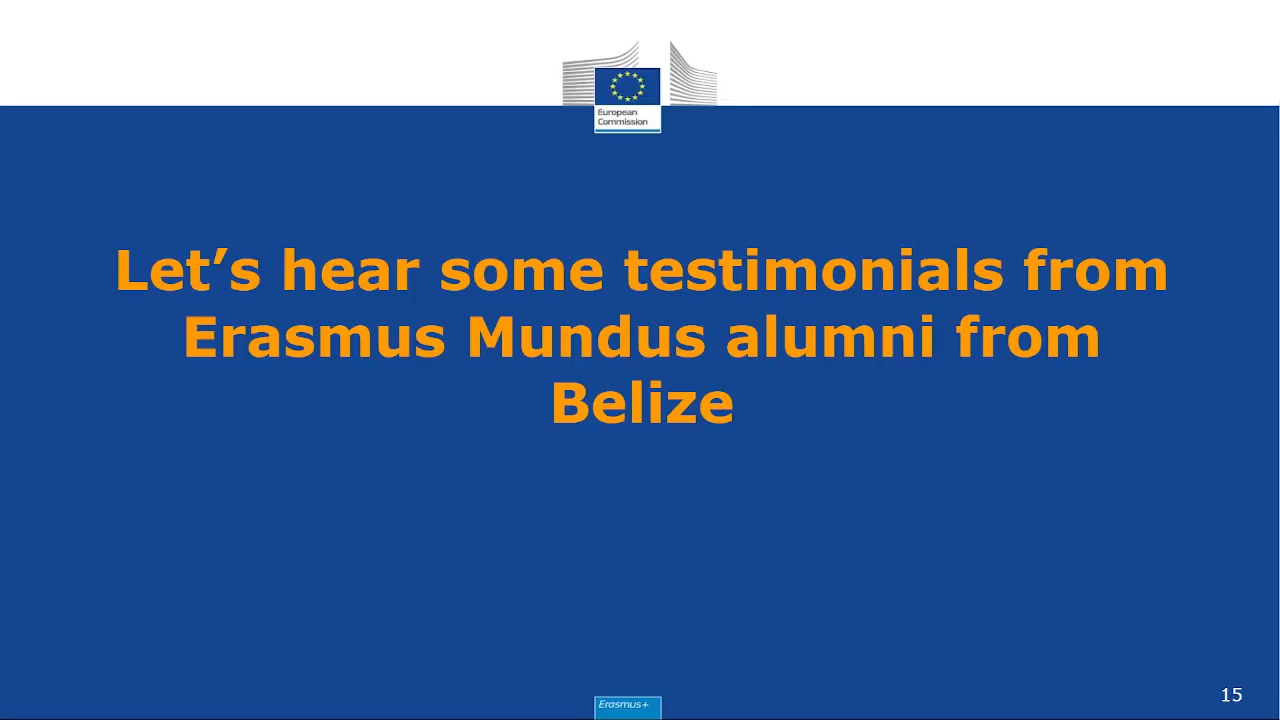 European
Commission
Let’s hear some testimonials from
Erasmus Mundus alumni from
Belize
15
Erasmus+